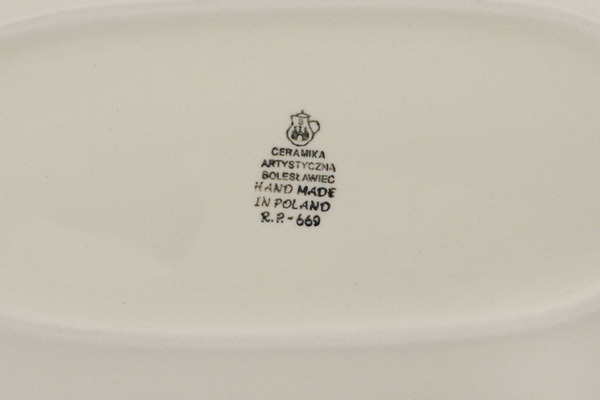 CERAMIKA
ARTYSTYCZNA
BOLESŁAWIEC
HAND MADE
IN POLAND
R.P.-669